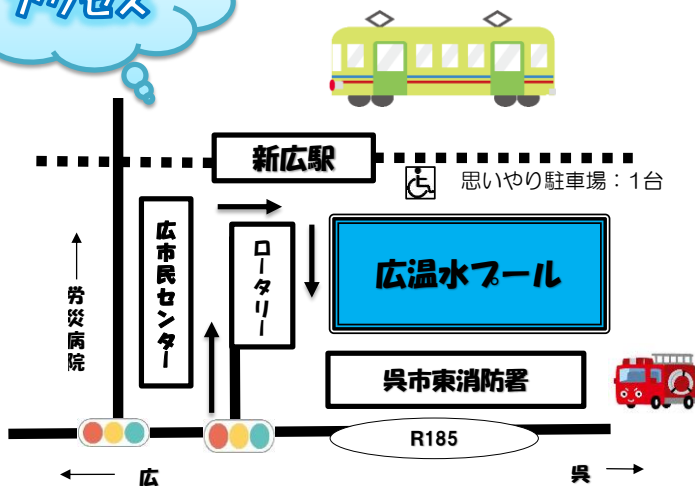 アクセス
新広駅
思いやり駐車場：1台
広市民センター
ロータリー
広温水プール
労災病院
呉市東消防署
R185
広
呉